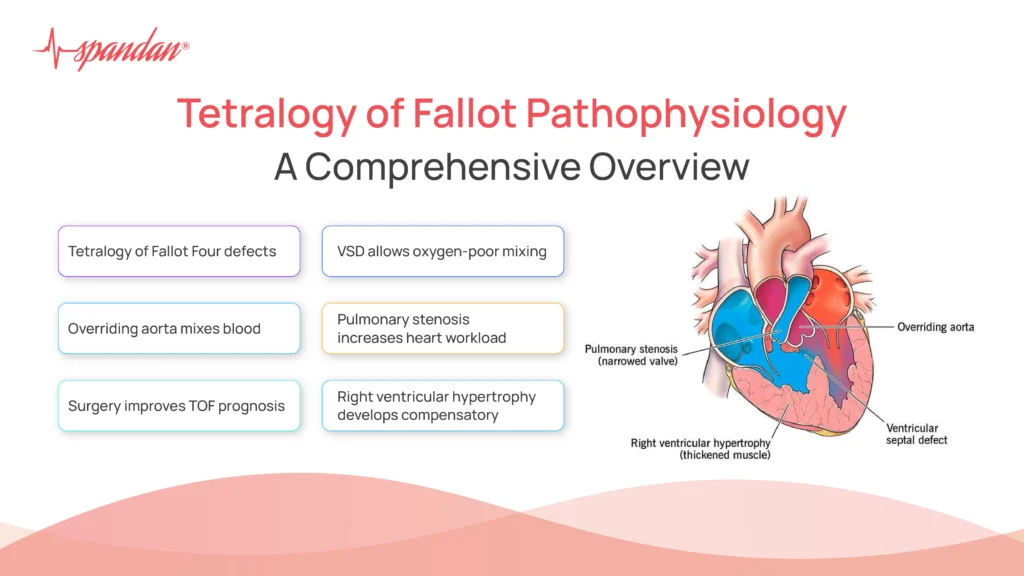 spandan®
Tetralogy of Fallot Pathophysiology
A Comprehensive Overview
Tetralogy of Fallot Four defects
VSD allows oxygen-poor mixing
Overriding aorta mixes blood
Pulmonary stenosis
increases heart workload
Surgery improves TOF prognosis
Right ventricular hypertrophy
develops compensatory
Overriding aorta
Pulmonary stenosis
(narrowed valve)
Ventricular
septal defect
Right ventricular hypertrophy
(thickened muscle)